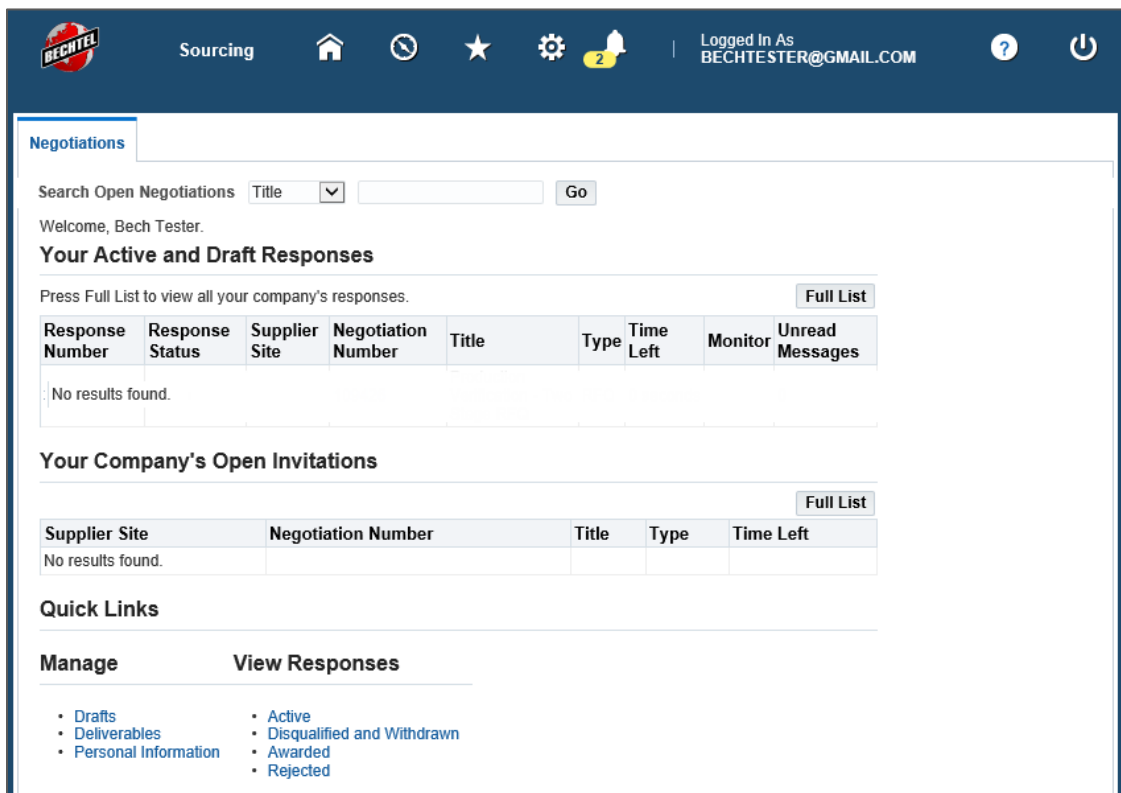 BECHTEL
Sourcing
2
Logged In As
BECHTESTER@GMAIL.COM
?
Negotiations
Search Open Negotiations Title Go
Welcome, Bech Tester.
Your Active and Draft Responses
Press Full List to view all your company's responses. Full List
Response Number Response Status Supplier Site Negotiation Number Title Type Time Left Monitor Unread Messages
No results found.
Your Company's Open Invitations
Full List
Supplier Site Negotiation Number Title Type Time Left
No results found.
Quick Links
Manage View Responses
• Drafts • Active
• Deliverables • Disqualified and Withdrawn
• Personal Information • Awarded
• Rejected